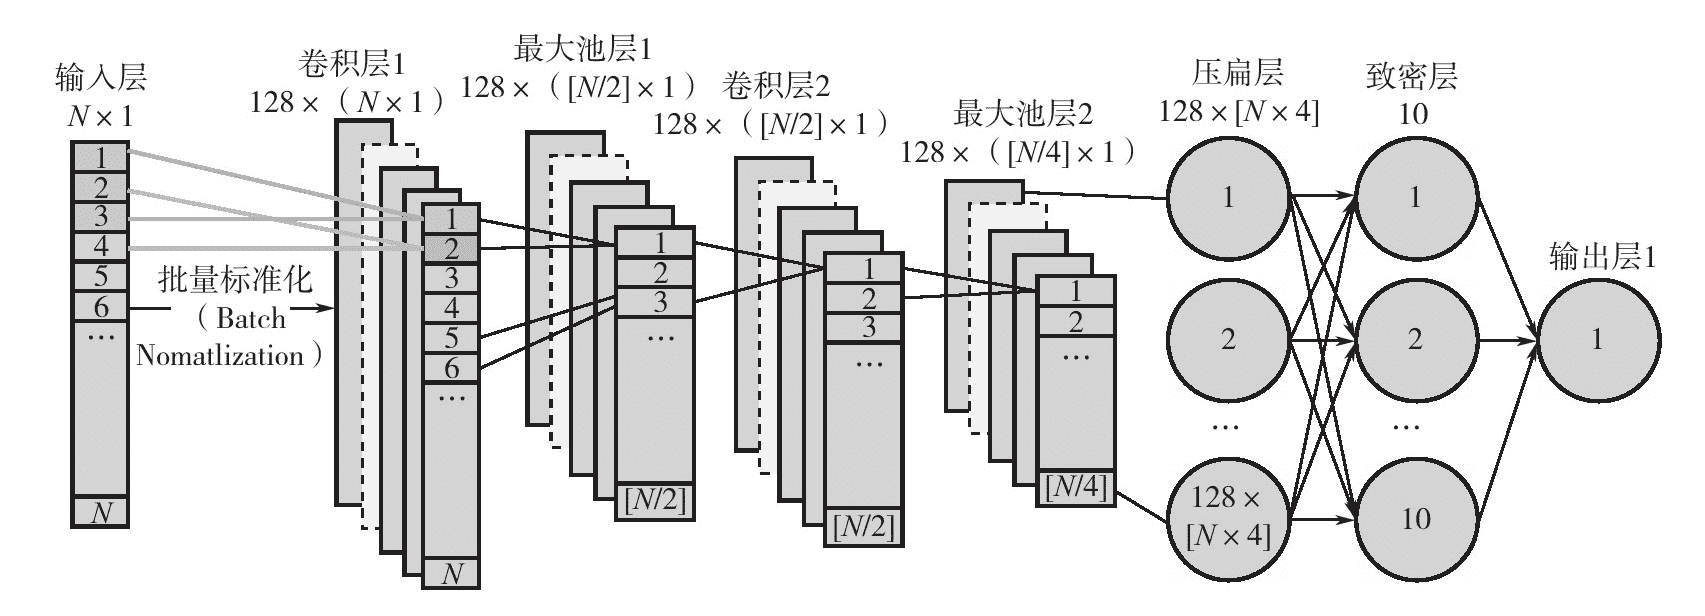 输入层
N×1
1
2
3
4
5
6
…
N
批量标准化
（Batch
Nomatlization）
卷积层1
128×（N×1）
1
2
3
4
5
6
…
N
最大池层1
128×（[N/2]×1）
1
2
3
…
[N/2]
卷积层2
128×（[N/2]×1）
1
2
3
…
[N/2]
最大池层2
128×（[N/4]×1）
1
2
…
[N/4]
压扁层
128×[N×4]
1
2
…
128×
[N×4]
致密层
10
1
2
…
10
输出层1
1